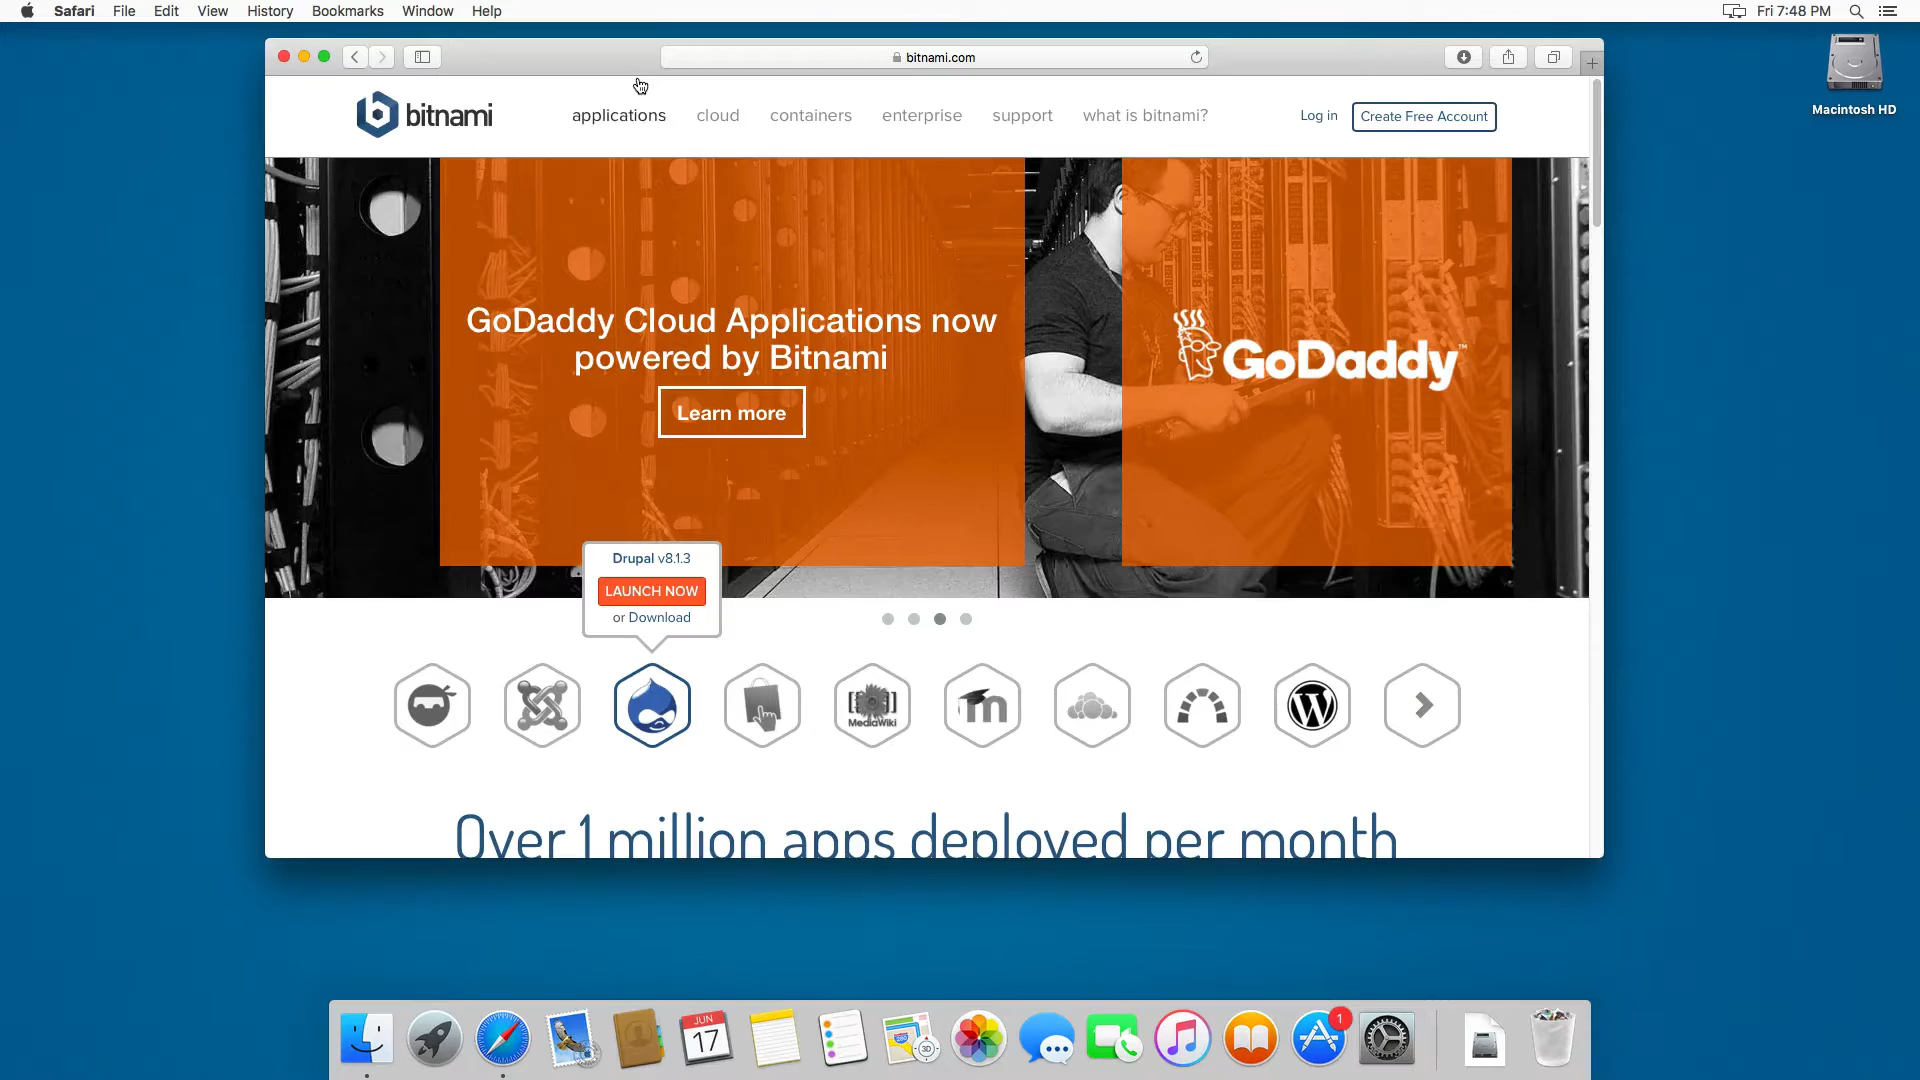 Safari File Edit View History Bookmarks Window Help
Fri 7:48 PM
bitnami.com
Macintosh HD
bitnami
applications cloud containers enterprise support what is bitnami?
Log in
Create Free Account
GoDaddy Cloud Applications now
powered by Bitnami
Learn more
GoDaddy™
Drupal v8.1.3
LAUNCH NOW
or Download
[[MediaWiki]]
m
W
Over 1 million apps deployed per month
JUN
17
280
3D
1